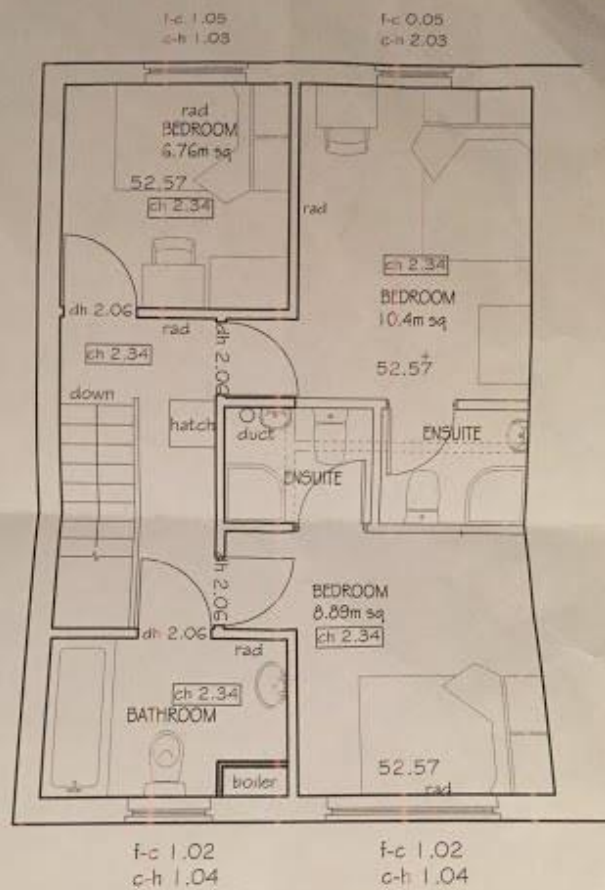 f-c 1.05
c-h 1.03
f-c 0.05
c-h 2.03
rad
BEDROOM
6.76m sq
52.57
ch 2.34
rad
ch 2.34
BEDROOM
10.4m sq
52.57
dh 2.06
rad
dh 2.06
ch 2.34
down
hatch
duct
ENSUITE
ENSUITE
dh 2.06
BEDROOM
8.89m sq
ch 2.34
dh 2.06
rad
ch 2.34
BATHROOM
boiler
52.57
rad
f-c 1.02
c-h 1.04
f-c 1.02
c-h 1.04